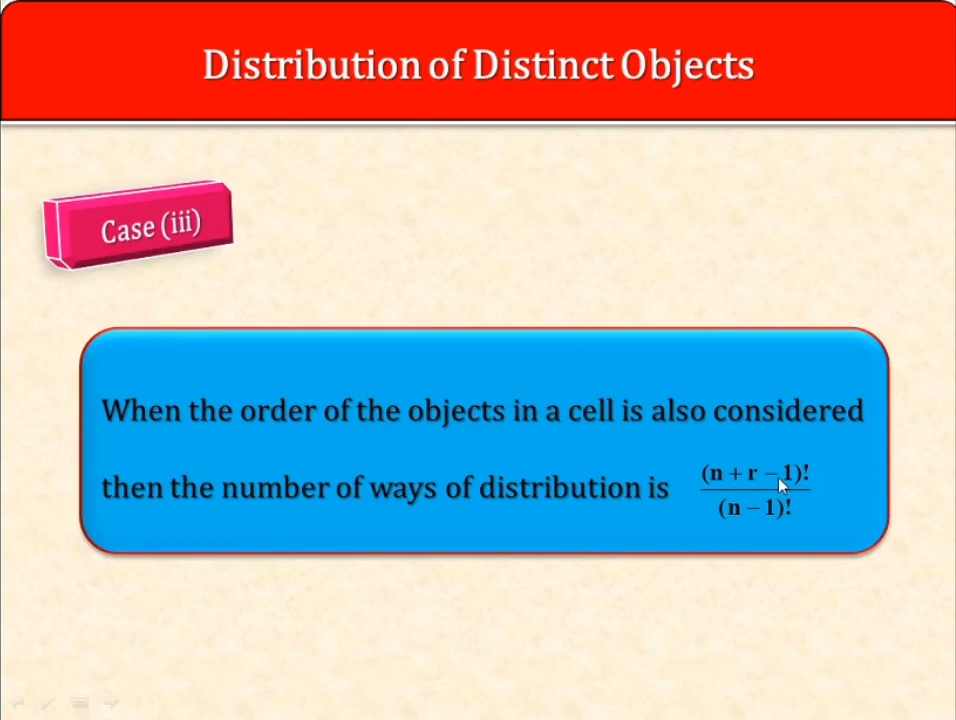 Distribution of Distinct Objects
Case (iii)
When the order of the objects in a cell is also considered
then the number of ways of distribution is (n + r − 1)! / (n − 1)!